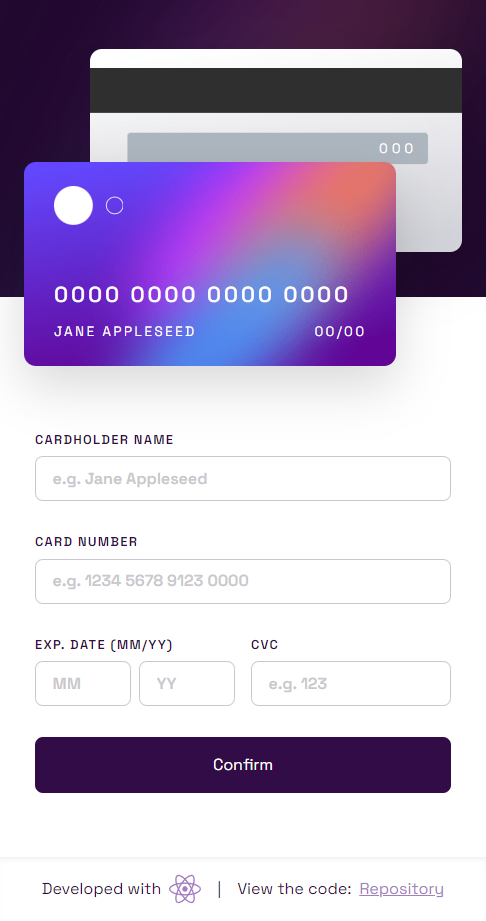 000
0000 0000 0000 0000
JANE APPLESEED 00/00
CARDHOLDER NAME
e.g. Jane Appleseed
CARD NUMBER
e.g. 1234 5678 9123 0000
EXP. DATE (MM/YY) CVC
MM YY e.g. 123
Confirm
Developed with | View the code: Repository